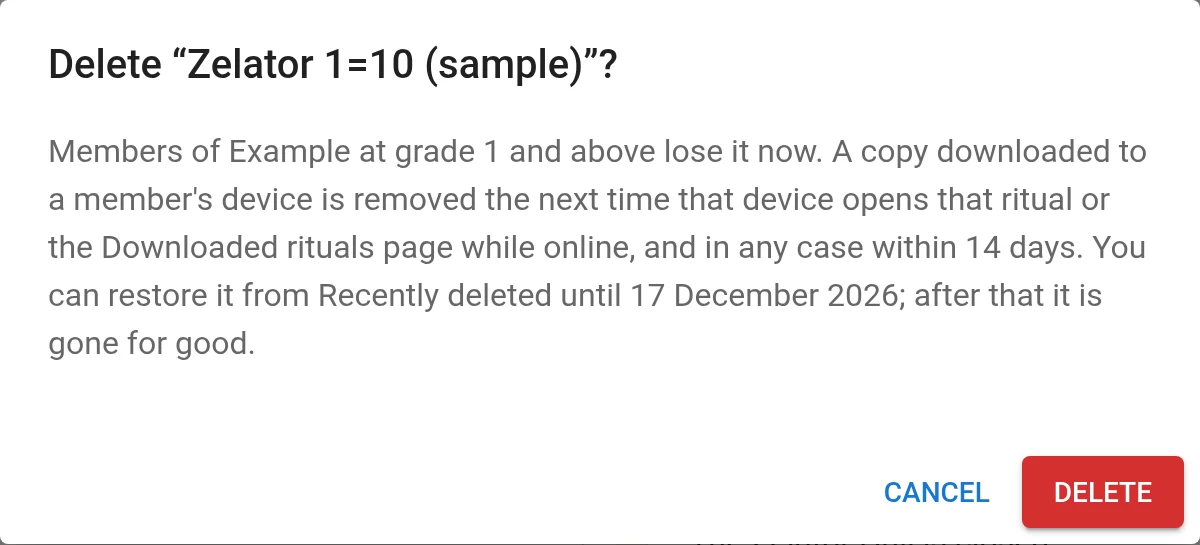 Delete “Zelator 1=10 (sample)”?
Members of Example at grade 1 and above lose it now. A copy downloaded to
a member's device is removed the next time that device opens that ritual or
the Downloaded rituals page while online, and in any case within 14 days. You
can restore it from Recently deleted until 17 December 2026; after that it is
gone for good.
CANCEL DELETE